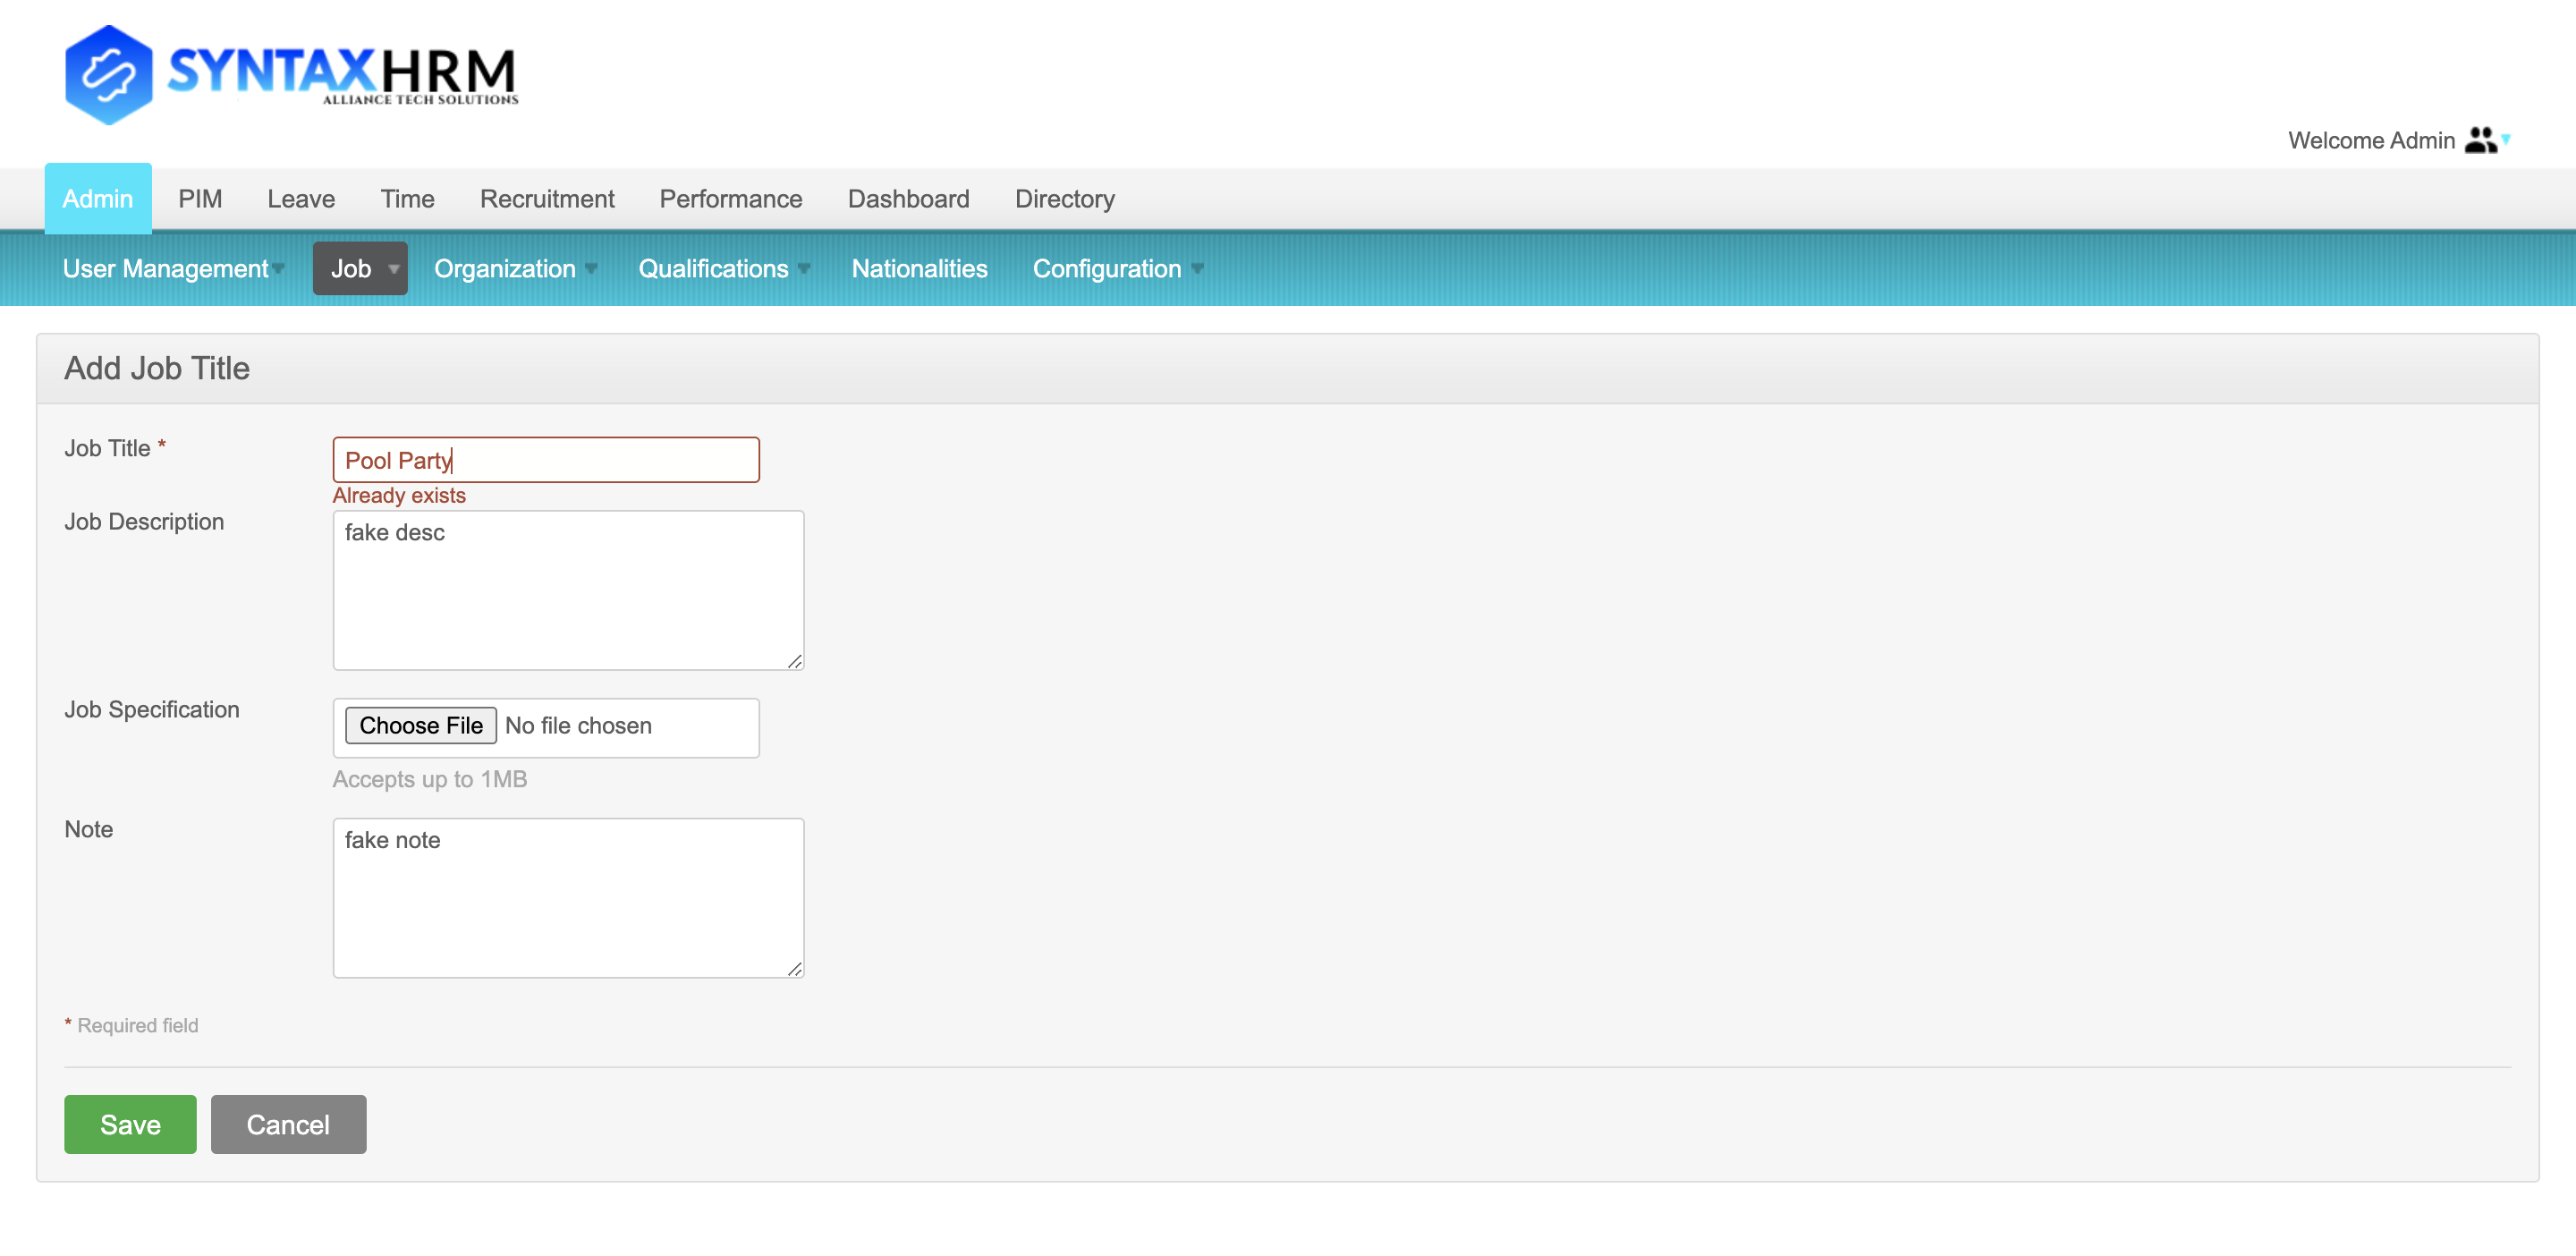 SYNTAXHRM
ALLIANCE TECH SOLUTIONS
Welcome Admin
Admin PIM Leave Time Recruitment Performance Dashboard Directory
User Management Job Organization Qualifications Nationalities Configuration
Add Job Title
Job Title * Pool Party
Already exists
Job Description fake desc
Job Specification Choose File No file chosen
Accepts up to 1MB
Note fake note
* Required field
Save Cancel